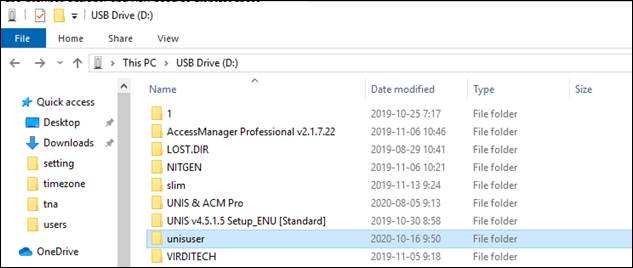 USB Drive (D:)
File Home Share View
This PC > USB Drive (D:)
Name Date modified Type Size
Quick access
Desktop
Downloads
setting
timezone
tna
users
OneDrive
1 2019-10-25 7:17 File folder
AccessManager Professional v2.1.7.22 2019-11-06 10:46 File folder
LOST.DIR 2019-08-29 10:41 File folder
NITGEN 2019-11-06 10:21 File folder
slim 2019-11-13 9:24 File folder
UNIS & ACM Pro 2020-08-05 9:13 File folder
UNIS v4.5.1.5 Setup_ENU [Standard] 2019-10-30 8:58 File folder
unisuser 2020-10-16 9:50 File folder
VIRDITECH 2019-11-05 9:18 File folder